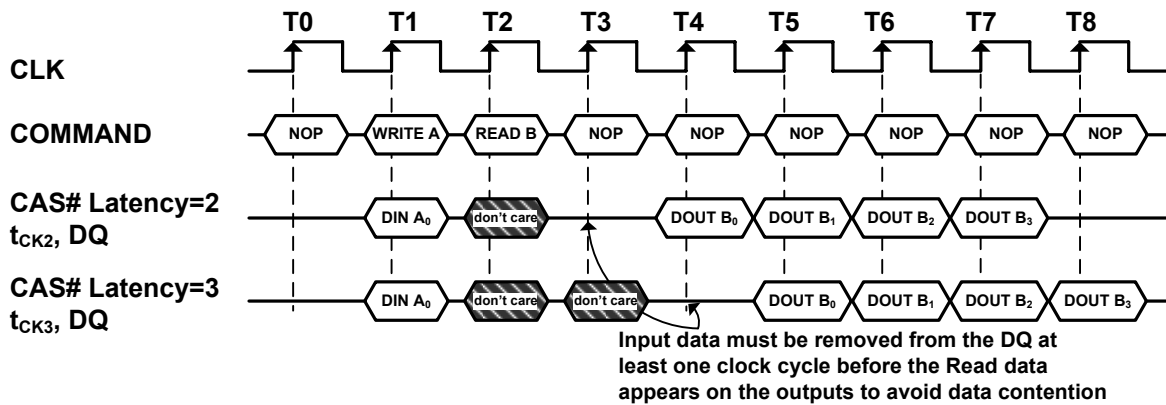 T0 T1 T2 T3 T4 T5 T6 T7 T8
CLK
COMMAND NOP WRITE A READ B NOP NOP NOP NOP NOP NOP
CAS# Latency=2
tCK2, DQ DIN A0 don't care DOUT B0 DOUT B1 DOUT B2 DOUT B3
CAS# Latency=3
tCK3, DQ DIN A0 don't care don't care DOUT B0 DOUT B1 DOUT B2 DOUT B3
Input data must be removed from the DQ at
least one clock cycle before the Read data
appears on the outputs to avoid data contention